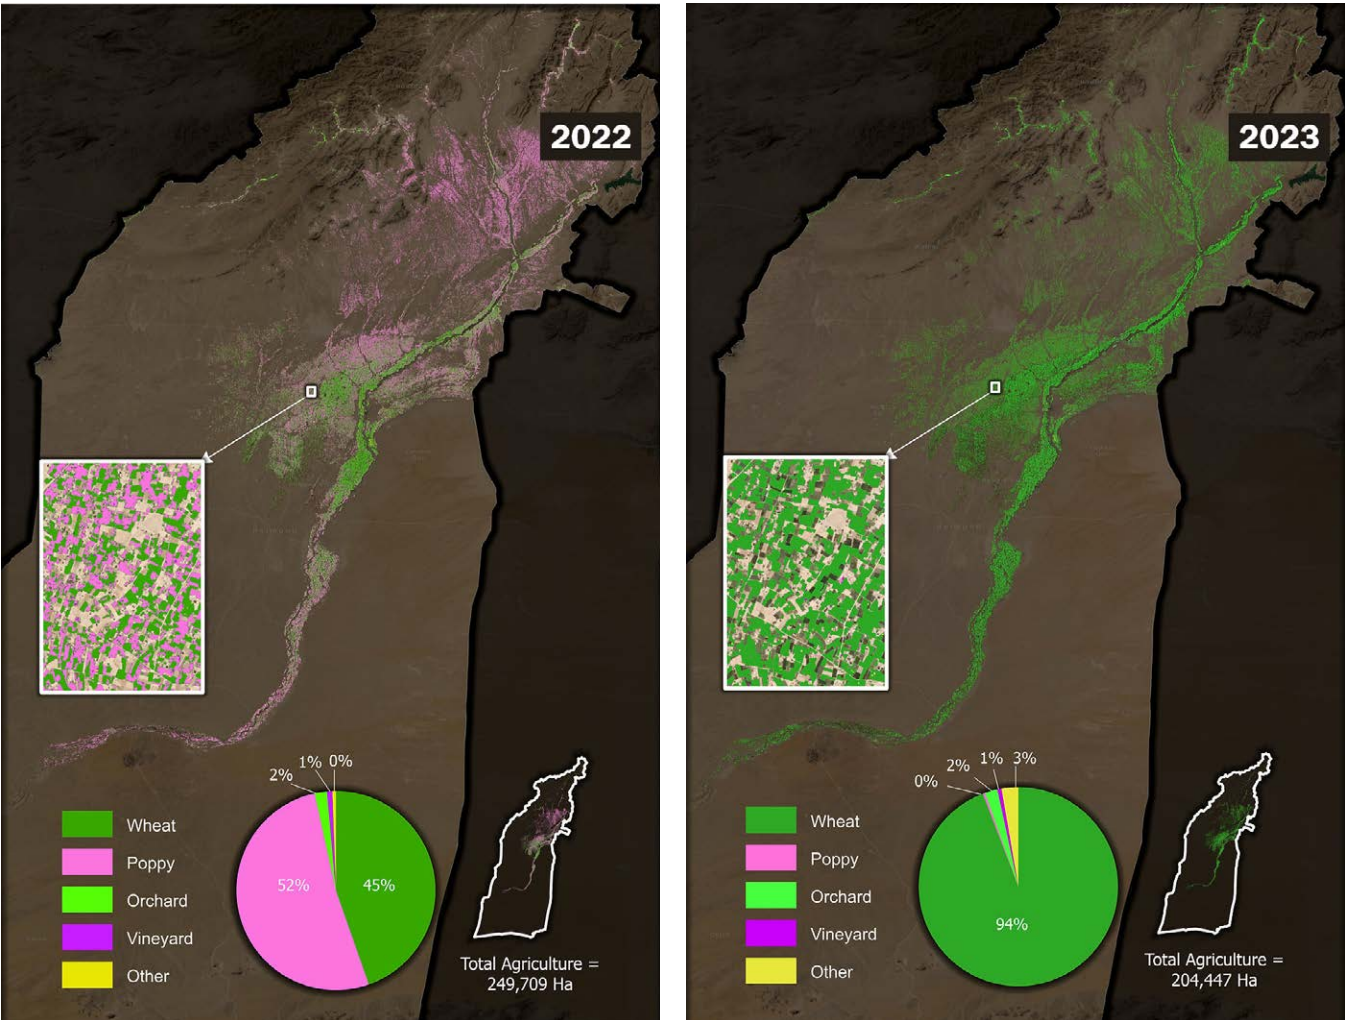 2022
1% 0%
2%
52%
45%
Wheat
Poppy
Orchard
Vineyard
Other
Total Agriculture =
249,709 Ha
2023
1% 3%
2%
0%
94%
Wheat
Poppy
Orchard
Vineyard
Other
Total Agriculture =
204,447 Ha